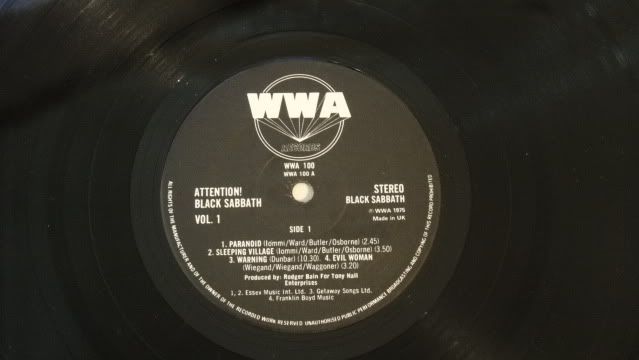 WWA
RECORDS
WWA 100
WWA 100 A
ATTENTION!
BLACK SABBATH
VOL. 1
STEREO
BLACK SABBATH
℗ WWA 1975
Made in UK
SIDE 1
1. PARANOID (Iommi/Ward/Butler/Osborne) (2.45)
2. SLEEPING VILLAGE (Iommi/Ward/Butler/Osborne) (3.50)
3. WARNING (Dunbar) (10.30). 4. EVIL WOMAN
(Wiegand/Wiegand/Waggoner) (3.20)
Produced by: Rodger Bain For Tony Hall
Enterprises
1, 2. Essex Music Int. Ltd. 3. Getaway Songs Ltd.
4. Franklin Boyd Music
ALL RIGHTS OF THE MANUFACTURER AND OF THE OWNER OF THE RECORDED WORK RESERVED UNAUTHORISED PUBLIC PERFORMANCE BROADCASTING AND COPYING OF THIS RECORD PROHIBITED